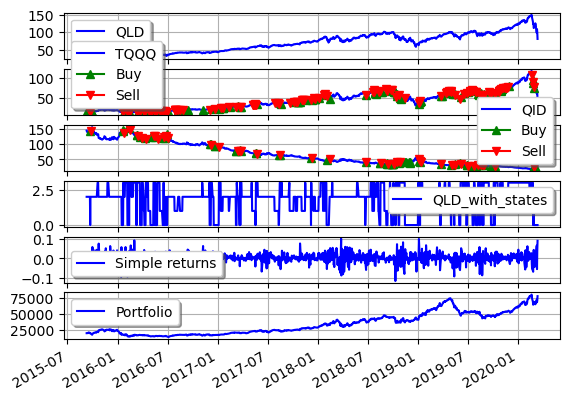 150
100
50
QLD
TQQQ
Buy
Sell
100
50
QID
Buy
Sell
150
100
50
2.5
0.0
QLD_with_states
0.1
0.0
−0.1
Simple returns
75000
50000
25000
Portfolio
2015-07
2016-01
2016-07
2017-01
2017-07
2018-01
2018-07
2019-01
2019-07
2020-01